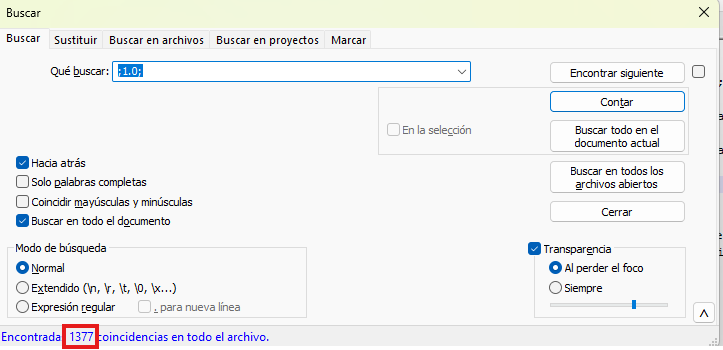 Buscar
Buscar Sustituir Buscar en archivos Buscar en proyectos Marcar
Qué buscar: ;1.0;
Encontrar siguiente
Contar
En la selección
Buscar todo en el
documento actual
Hacia atrás
Buscar en todos los
archivos abiertos
Solo palabras completas
Coincidir mayúsculas y minúsculas
Cerrar
Buscar en todo el documento
Modo de búsqueda
Transparencia
Normal
Al perder el foco
Extendido (\n, \r, \t, \0, \x...)
Siempre
Expresión regular
. para nueva línea
Encontrada 1377 coincidencias en todo el archivo.